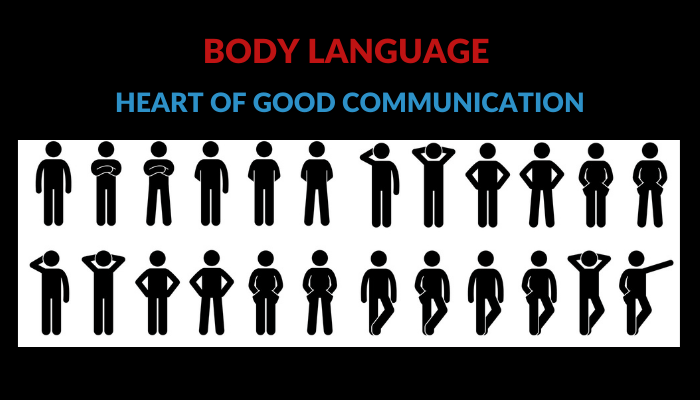 BODY LANGUAGE
HEART OF GOOD COMMUNICATION